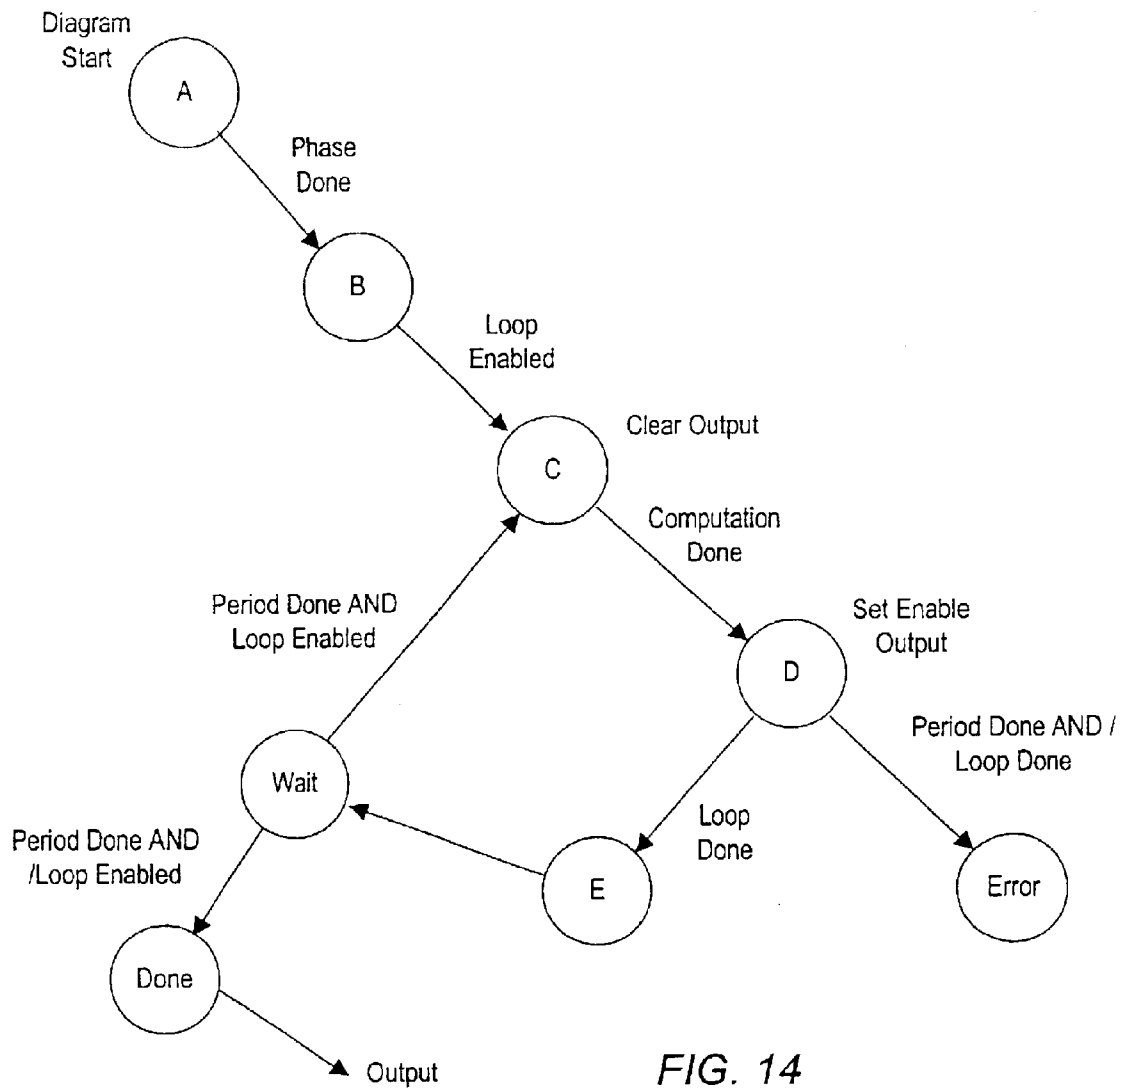 Diagram
Start
A
Phase
Done
B
Loop
Enabled
Clear Output
C
Computation
Done
Period Done AND
Loop Enabled
Set Enable
Output
D
Period Done AND /
Loop Done
Wait
Loop
Done
Period Done AND
/Loop Enabled
E
Error
Done
Output
FIG. 14